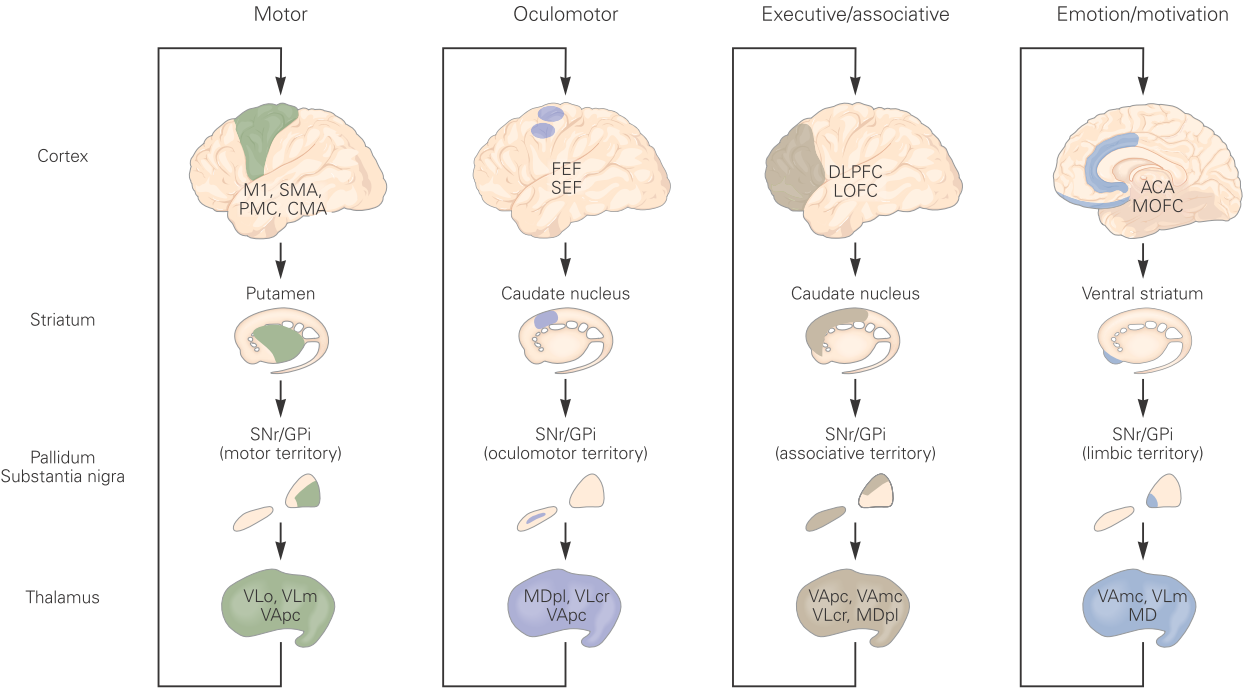 Motor
Oculomotor
Executive/associative
Emotion/motivation
Cortex
M1, SMA,
PMC, CMA
FEF
SEF
DLPFC
LOFC
ACA
MOFC
Striatum
Putamen
Caudate nucleus
Caudate nucleus
Ventral striatum
Pallidum
Substantia nigra
SNr/GPi
(motor territory)
SNr/GPi
(oculomotor territory)
SNr/GPi
(associative territory)
SNr/GPi
(limbic territory)
Thalamus
VLo, VLm
VApc
MDpl, VLcr
VApc
VApc, VAmc
VLcr, MDpl
VAmc, VLm
MD